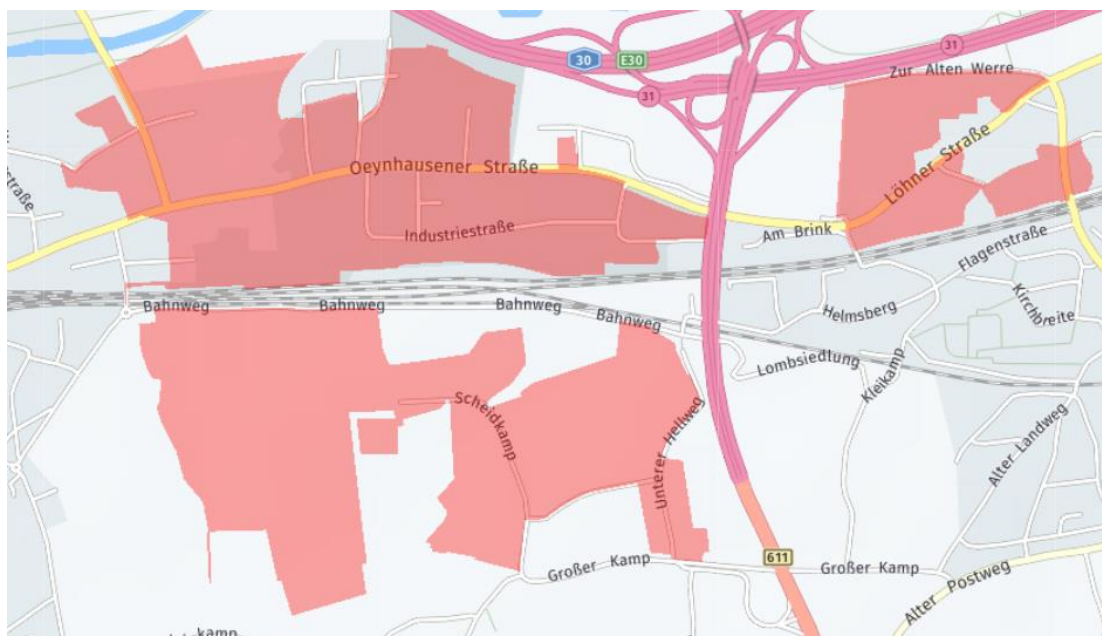 30
E30
31
31
Zur Alten Werre
Oeynhausener Straße
Löhner Straße
Industriestraße
Am Brink
Flagenstraße
Bahnweg
Bahnweg
Bahnweg
Bahnweg
Helmsberg
Kirchbreite
Lombsiedlung
Kleikamp
Scheidkamp
Unterer Hellweg
Alter Landweg
611
Großer Kamp
Großer Kamp
Alter Postweg